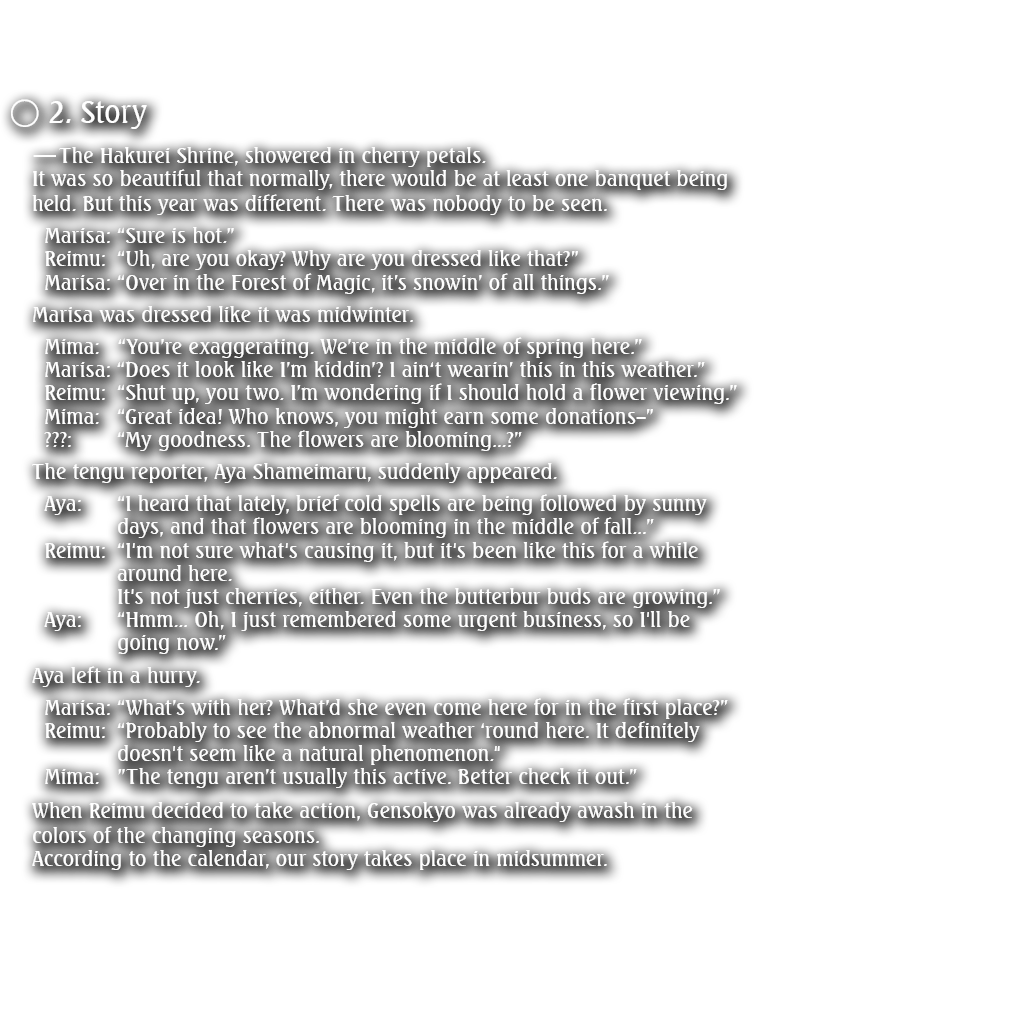 ○ 2. Story
—The Hakurei Shrine, showered in cherry petals.
It was so beautiful that normally, there would be at least one banquet being
held. But this year was different. There was nobody to be seen.
Marisa: “Sure is hot.”
Reimu: “Uh, are you okay? Why are you dressed like that?”
Marisa: “Over in the Forest of Magic, it’s snowin’ of all things.”
Marisa was dressed like it was midwinter.
Mima: “You’re exaggerating. We’re in the middle of spring here.”
Marisa: “Does it look like I’m kiddin’? I ain‘t wearin’ this in this weather.”
Reimu: “Shut up, you two. I’m wondering if I should hold a flower viewing.”
Mima: “Great idea! Who knows, you might earn some donations–”
???: “My goodness. The flowers are blooming...?”
The tengu reporter, Aya Shameimaru, suddenly appeared.
Aya: “I heard that lately, brief cold spells are being followed by sunny
days, and that flowers are blooming in the middle of fall...”
Reimu: “I'm not sure what's causing it, but it's been like this for a while
around here.
It's not just cherries, either. Even the butterbur buds are growing.”
Aya: “Hmm... Oh, I just remembered some urgent business, so I'll be
going now.”
Aya left in a hurry.
Marisa: “What’s with her? What’d she even come here for in the first place?”
Reimu: “Probably to see the abnormal weather ‘round here. It definitely
doesn't seem like a natural phenomenon."
Mima: ”The tengu aren’t usually this active. Better check it out.”
When Reimu decided to take action, Gensokyo was already awash in the
colors of the changing seasons.
According to the calendar, our story takes place in midsummer.